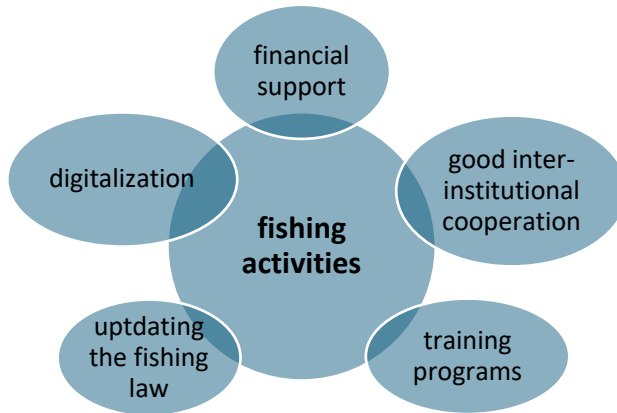 financial
support
digitalization
good inter-
institutional
cooperation
fishing
activities
uptdating
the fishing
law
training
programs